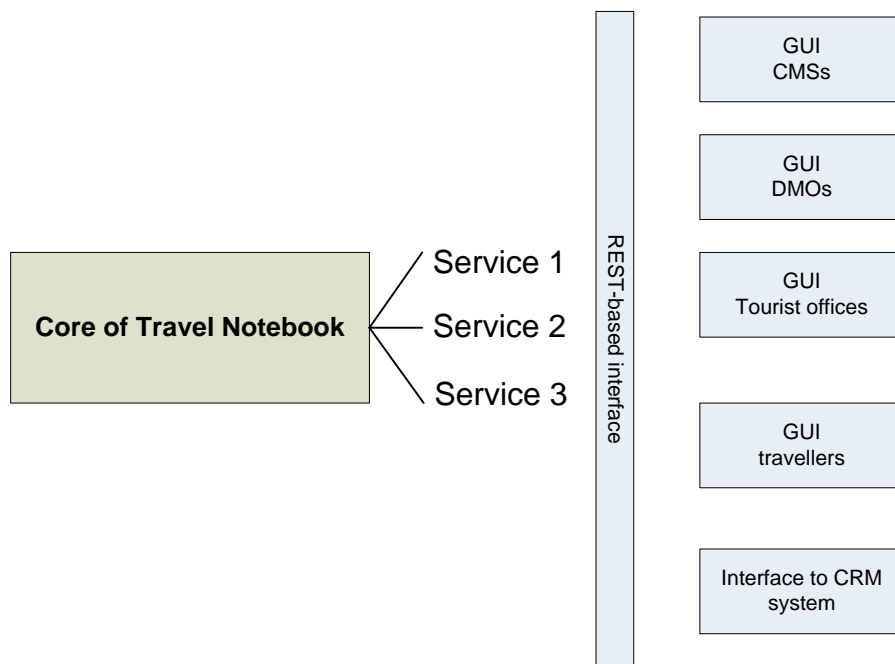 Core of Travel Notebook
Service 1
Service 2
Service 3
REST-based interface
GUI
CMSs
GUI
DMOs
GUI
Tourist offices
GUI
travellers
Interface to CRM
system